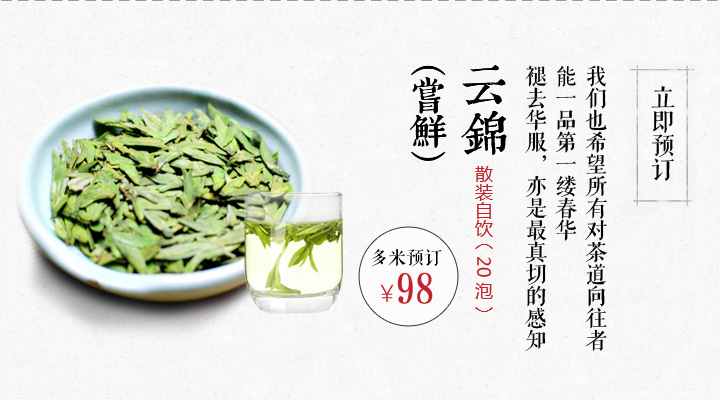 立即预订
我们也希望所有对茶道向往者
能一品第一缕春华
褪去华服，亦是最真切的感知
云錦
散装自饮（20泡）
（嘗鮮）
多米预订
¥98